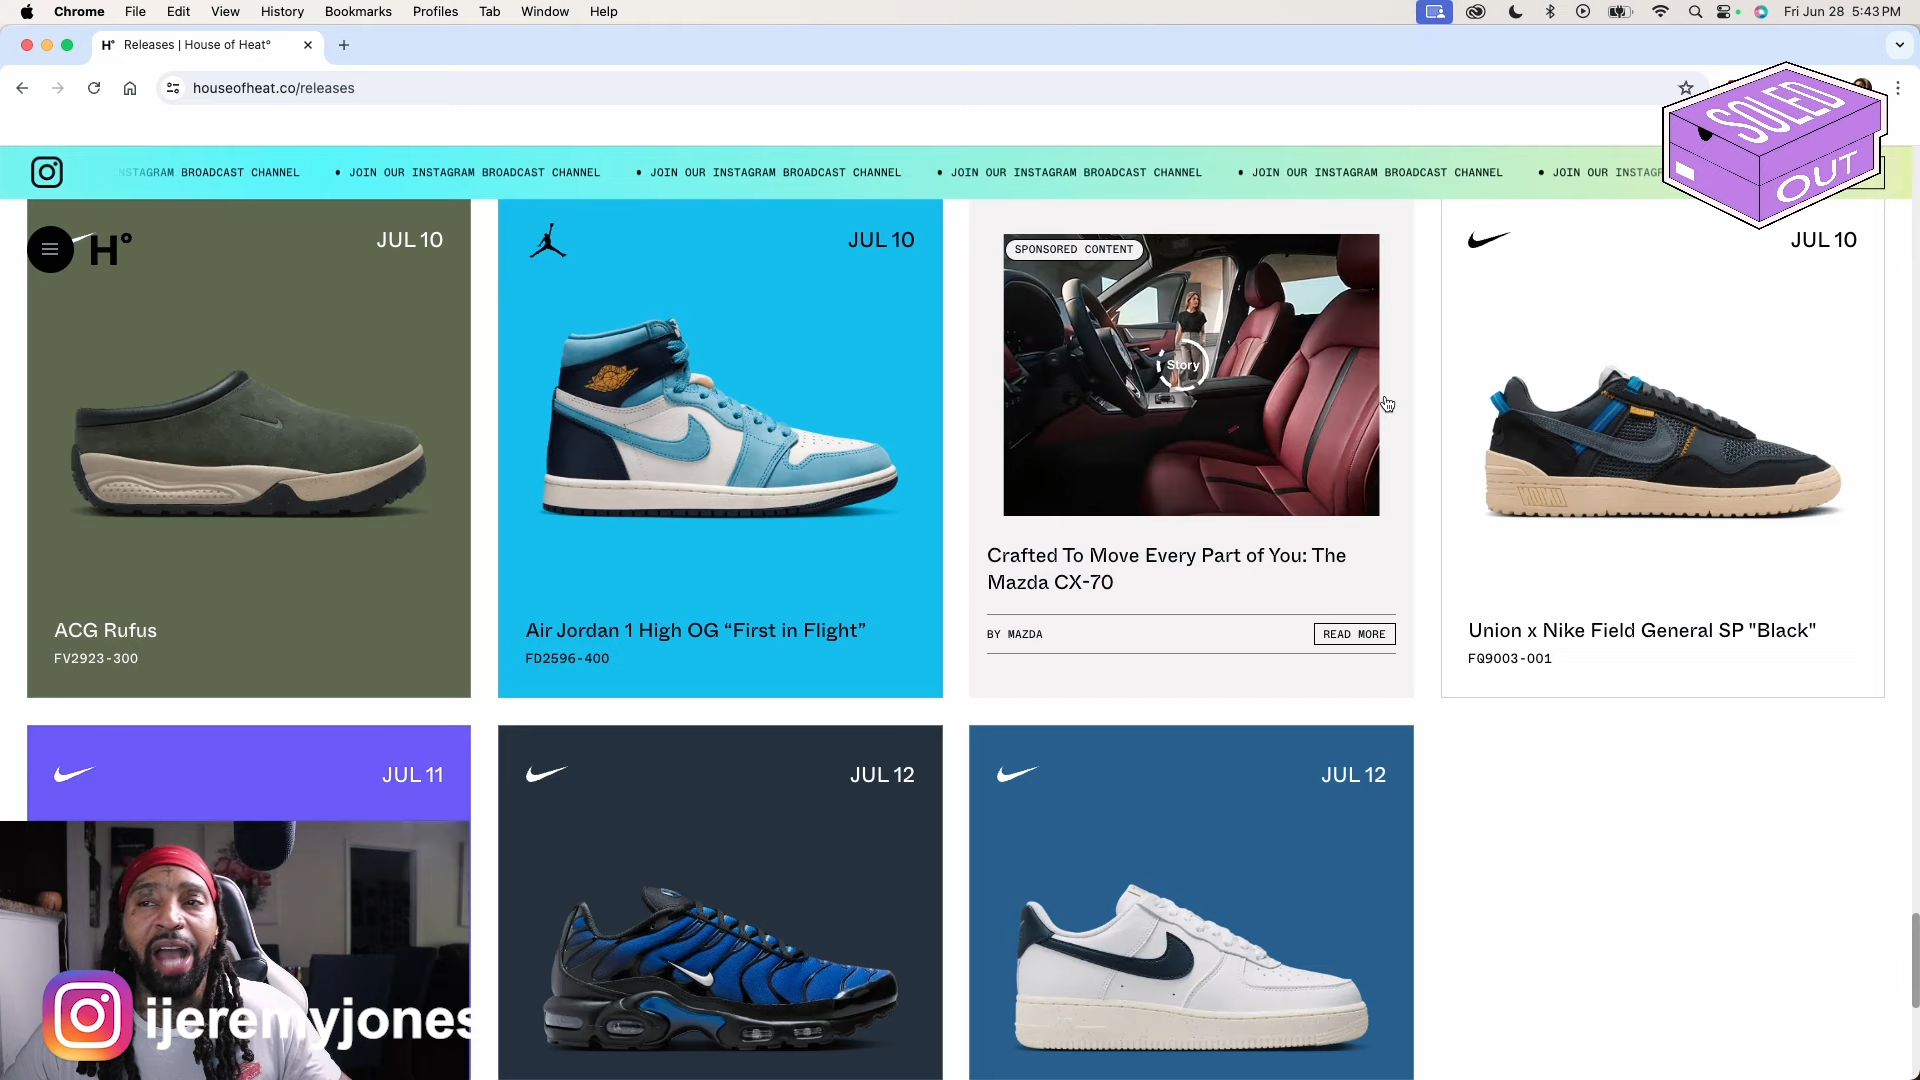 Chrome File Edit View History Bookmarks Profiles Tab Window Help
Fri Jun 28 5:43 PM
H° Releases | House of Heat°
houseofheat.co/releases
SOLED
OUT
INSTAGRAM BROADCAST CHANNEL • JOIN OUR INSTAGRAM BROADCAST CHANNEL • JOIN OUR INSTAGRAM BROADCAST CHANNEL • JOIN OUR INSTAGRAM BROADCAST CHANNEL • JOIN OUR INSTAGRAM BROADCAST CHANNEL • JOIN OUR INSTAG
H°
JUL 10
ACG Rufus
FV2923-300
JUL 10
Air Jordan 1 High OG “First in Flight”
FD2596-400
SPONSORED CONTENT
Story
Crafted To Move Every Part of You: The
Mazda CX-70
BY MAZDA
READ MORE
JUL 10
Union x Nike Field General SP "Black"
FQ9003-001
JUL 11
JUL 12
JUL 12
ijeremyjones